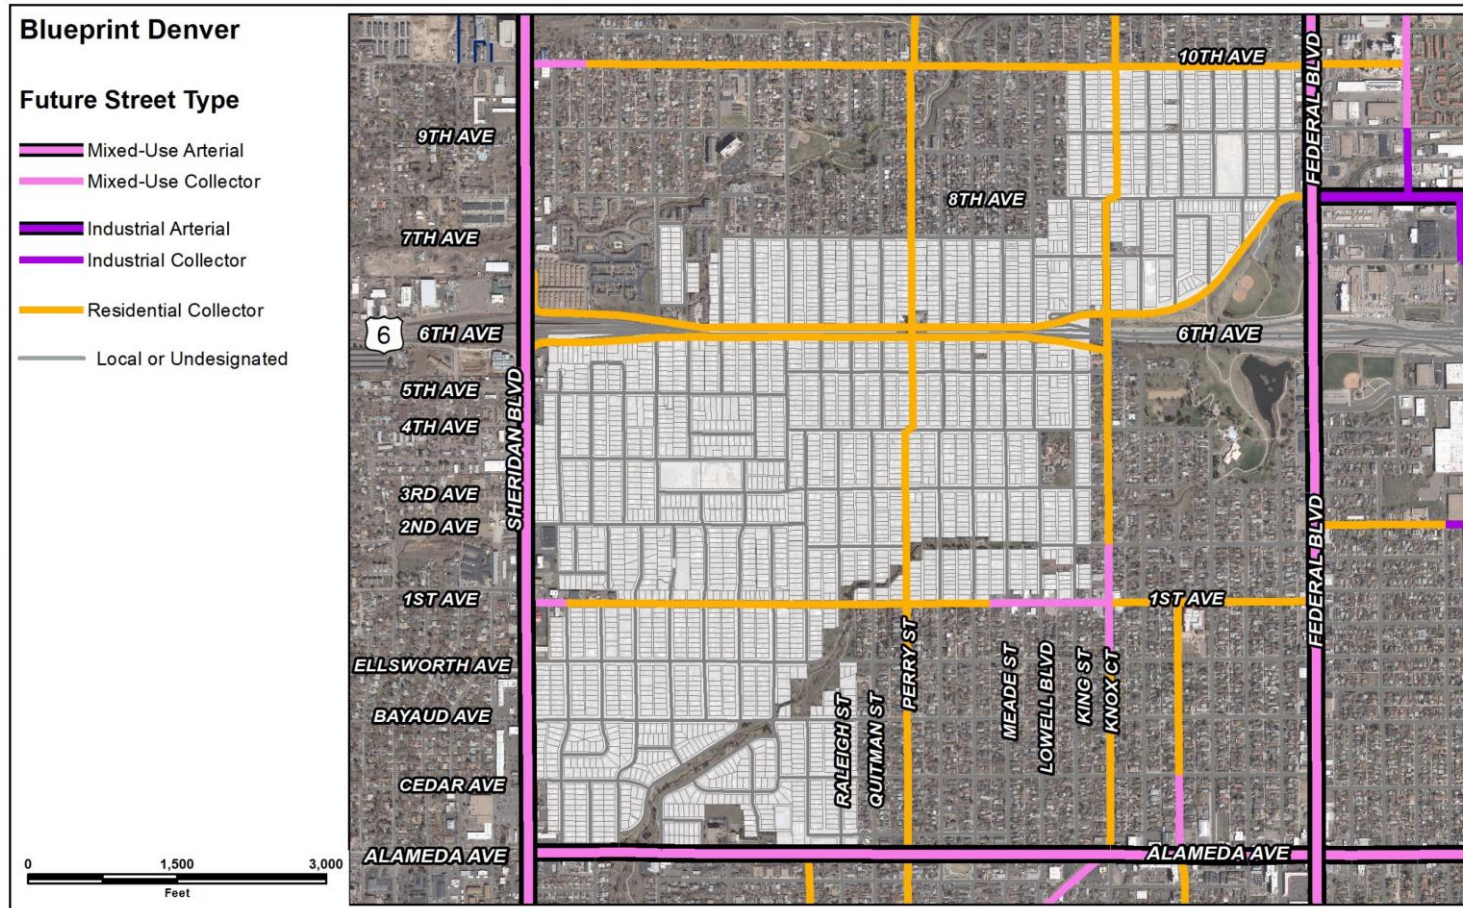 Blueprint Denver
Future Street Type
Mixed-Use Arterial
Mixed-Use Collector
Industrial Arterial
Industrial Collector
Residential Collector
Local or Undesignated
0 1,500 3,000
Feet
10TH AVE
FEDERAL BLVD
9TH AVE
8TH AVE
7TH AVE
6
6TH AVE
6TH AVE
5TH AVE
SHERIDAN BLVD
4TH AVE
3RD AVE
2ND AVE
FEDERAL BLVD
1ST AVE
1ST AVE
ELLSWORTH AVE
BAYAUD AVE
RALEIGH ST
QUITMAN ST
PERRY ST
MEADE ST
LOWELL BLVD
KING ST
KNOX CT
CEDAR AVE
ALAMEDA AVE
ALAMEDA AVE